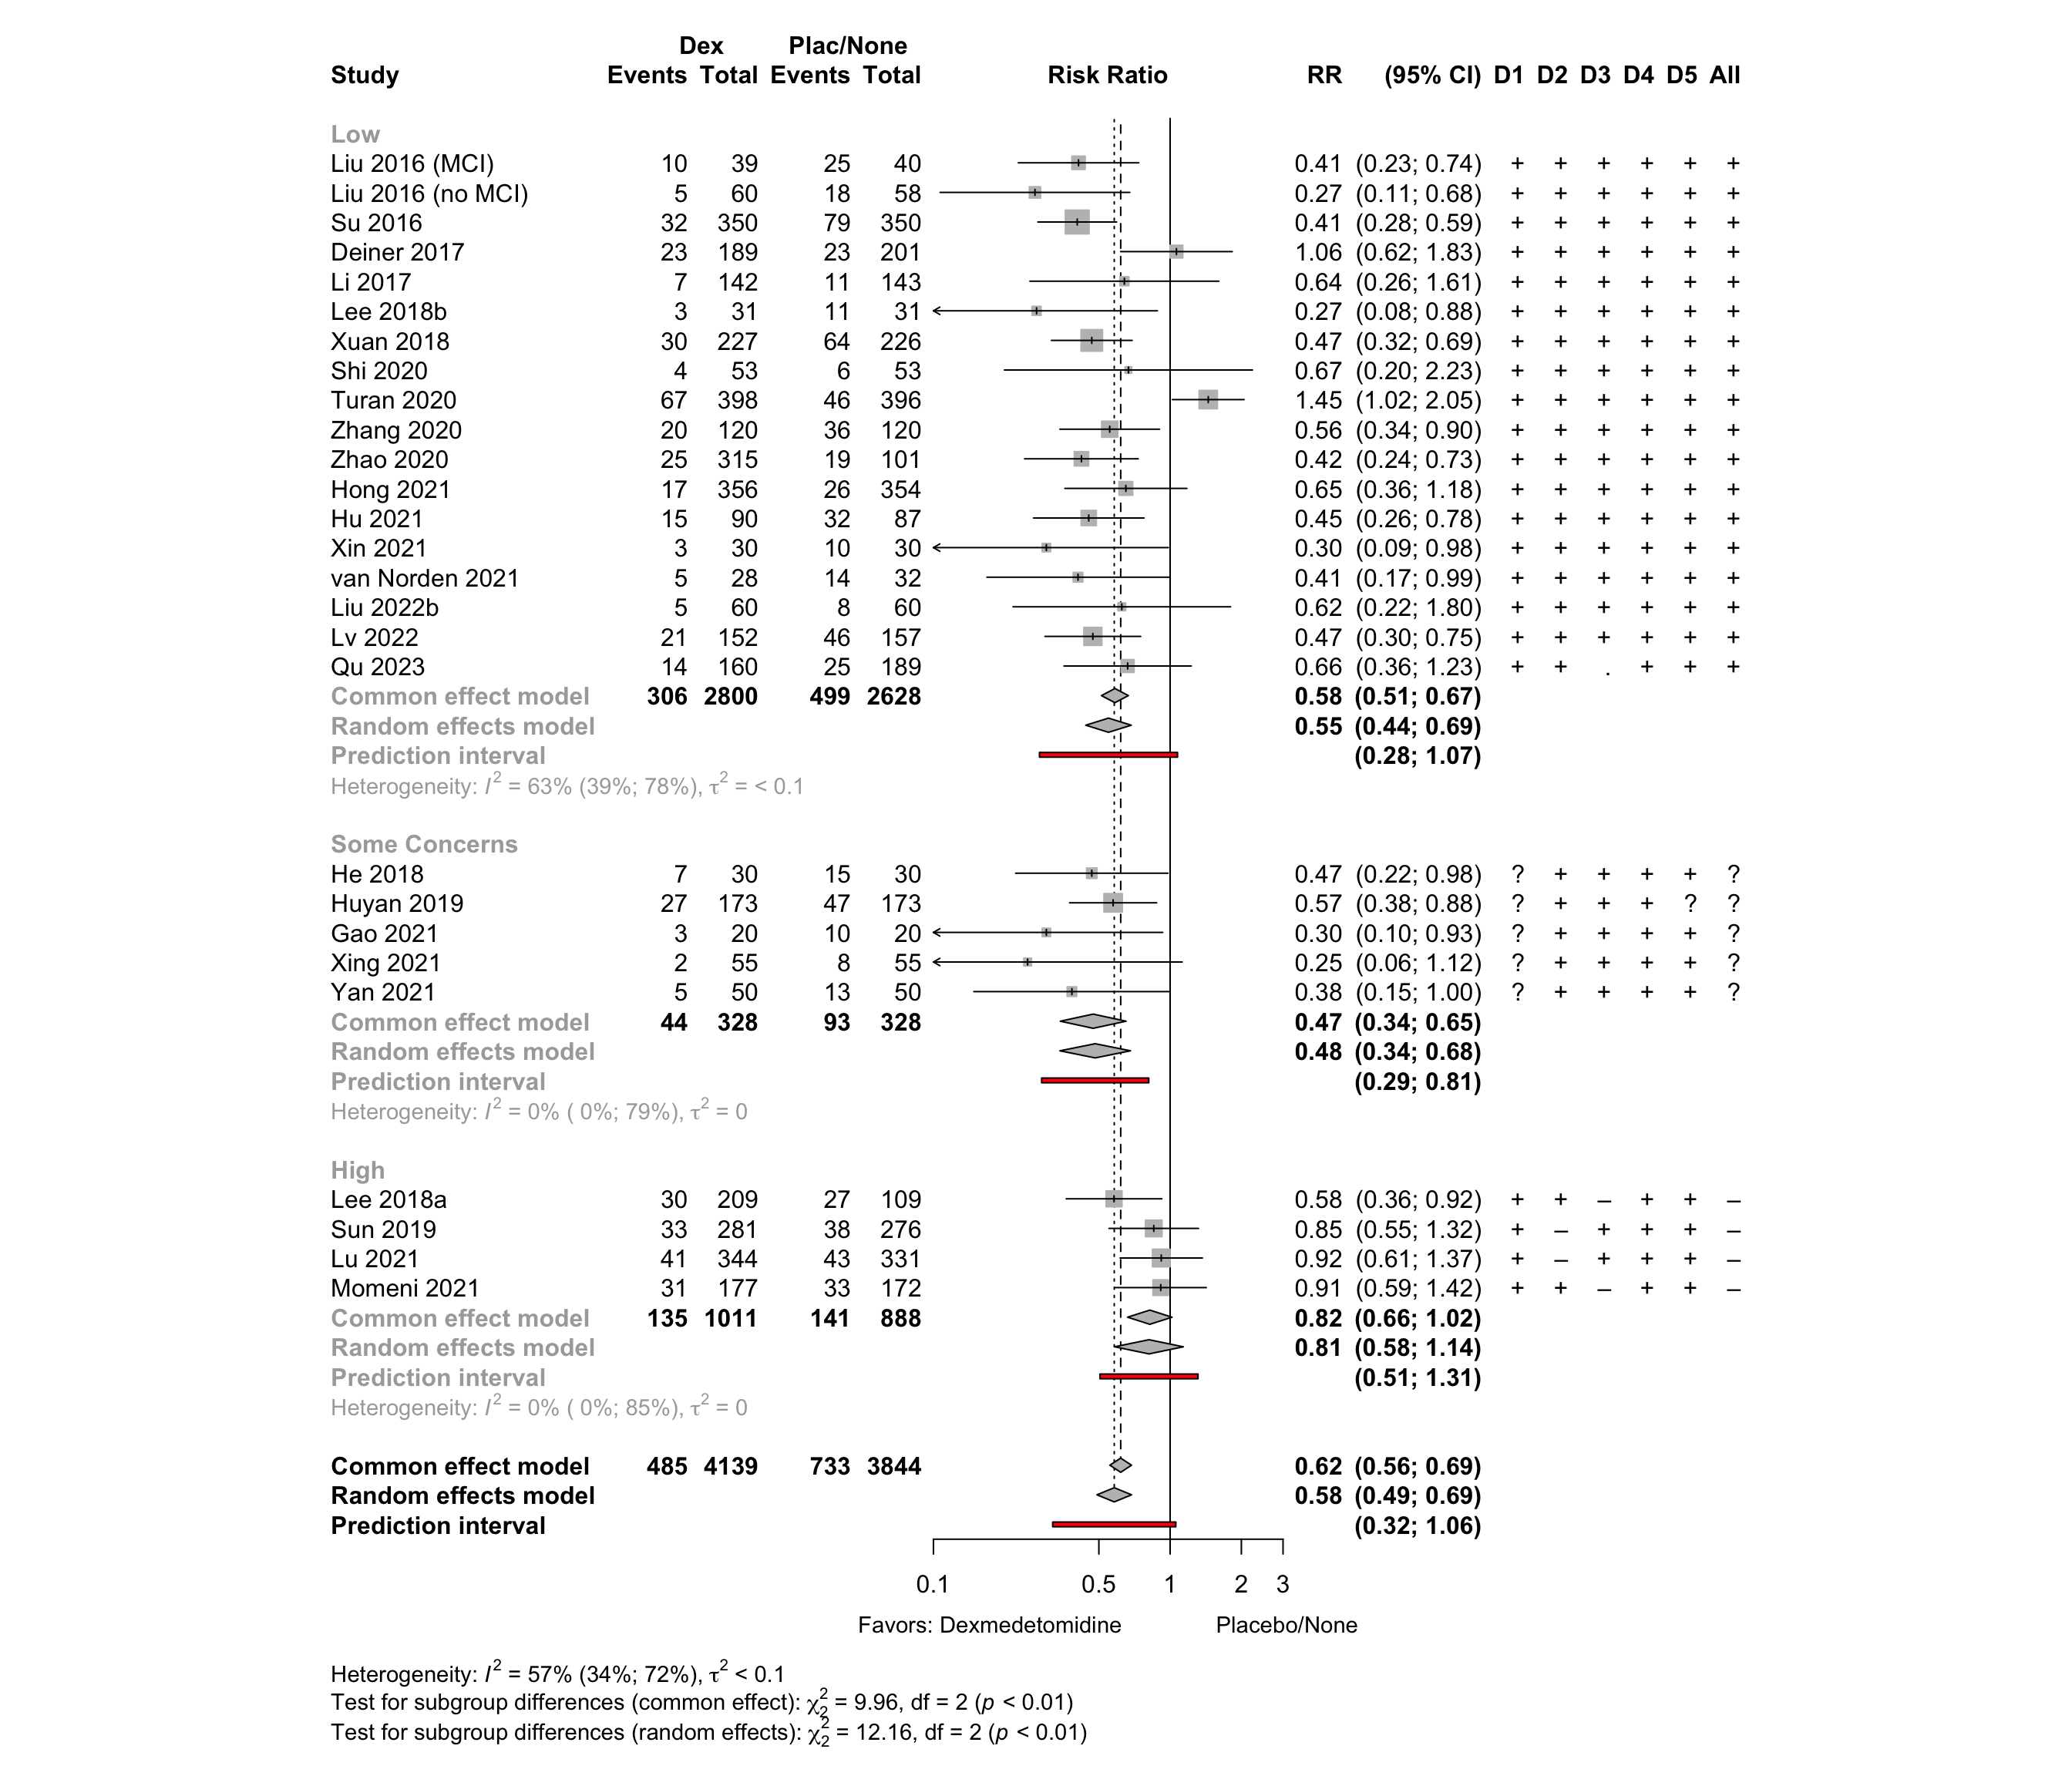 Dex Plac/None
Study Events Total Events Total Risk Ratio RR (95% CI) D1 D2 D3 D4 D5 All
Low
Liu 2016 (MCI) 10 39 25 40 0.41 (0.23; 0.74) + + + + + +
Liu 2016 (no MCI) 5 60 18 58 0.27 (0.11; 0.68) + + + + + +
Su 2016 32 350 79 350 0.41 (0.28; 0.59) + + + + + +
Deiner 2017 23 189 23 201 1.06 (0.62; 1.83) + + + + + +
Li 2017 7 142 11 143 0.64 (0.26; 1.61) + + + + + +
Lee 2018b 3 31 11 31 0.27 (0.08; 0.88) + + + + + +
Xuan 2018 30 227 64 226 0.47 (0.32; 0.69) + + + + + +
Shi 2020 4 53 6 53 0.67 (0.20; 2.23) + + + + + +
Turan 2020 67 398 46 396 1.45 (1.02; 2.05) + + + + + +
Zhang 2020 20 120 36 120 0.56 (0.34; 0.90) + + + + + +
Zhao 2020 25 315 19 101 0.42 (0.24; 0.73) + + + + + +
Hong 2021 17 356 26 354 0.65 (0.36; 1.18) + + + + + +
Hu 2021 15 90 32 87 0.45 (0.26; 0.78) + + + + + +
Xin 2021 3 30 10 30 0.30 (0.09; 0.98) + + + + + +
van Norden 2021 5 28 14 32 0.41 (0.17; 0.99) + + + + + +
Liu 2022b 5 60 8 60 0.62 (0.22; 1.80) + + + + + +
Lv 2022 21 152 46 157 0.47 (0.30; 0.75) + + + + + +
Qu 2023 14 160 25 189 0.66 (0.36; 1.23) + + . + + +
Common effect model 306 2800 499 2628 0.58 (0.51; 0.67)
Random effects model 0.55 (0.44; 0.69)
Prediction interval (0.28; 1.07)
Heterogeneity: I² = 63% (39%; 78%), τ² = < 0.1
Some Concerns
He 2018 7 30 15 30 0.47 (0.22; 0.98) ? + + + + ?
Huyan 2019 27 173 47 173 0.57 (0.38; 0.88) ? + + + ? ?
Gao 2021 3 20 10 20 0.30 (0.10; 0.93) ? + + + + ?
Xing 2021 2 55 8 55 0.25 (0.06; 1.12) ? + + + + ?
Yan 2021 5 50 13 50 0.38 (0.15; 1.00) ? + + + + ?
Common effect model 44 328 93 328 0.47 (0.34; 0.65)
Random effects model 0.48 (0.34; 0.68)
Prediction interval (0.29; 0.81)
Heterogeneity: I² = 0% ( 0%; 79%), τ² = 0
High
Lee 2018a 30 209 27 109 0.58 (0.36; 0.92) + + – + + –
Sun 2019 33 281 38 276 0.85 (0.55; 1.32) + – + + + –
Lu 2021 41 344 43 331 0.92 (0.61; 1.37) + – + + + –
Momeni 2021 31 177 33 172 0.91 (0.59; 1.42) + + – + + –
Common effect model 135 1011 141 888 0.82 (0.66; 1.02)
Random effects model 0.81 (0.58; 1.14)
Prediction interval (0.51; 1.31)
Heterogeneity: I² = 0% ( 0%; 85%), τ² = 0
Common effect model 485 4139 733 3844 0.62 (0.56; 0.69)
Random effects model 0.58 (0.49; 0.69)
Prediction interval (0.32; 1.06)
0.1 0.5 1 2 3
Favors: Dexmedetomidine Placebo/None
Heterogeneity: I² = 57% (34%; 72%), τ² < 0.1
Test for subgroup differences (common effect): χ²₂ = 9.96, df = 2 (p < 0.01)
Test for subgroup differences (random effects): χ²₂ = 12.16, df = 2 (p < 0.01)